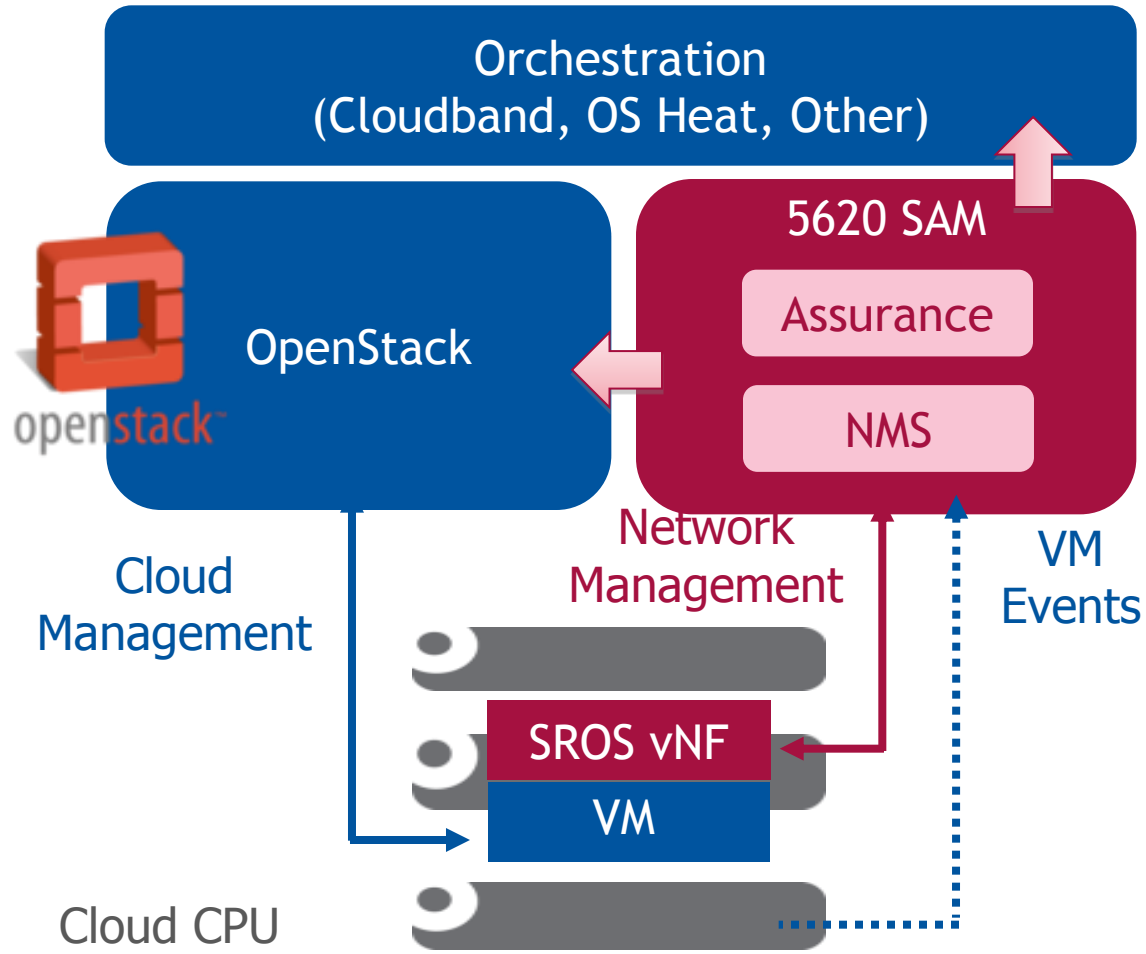 Orchestration
(Cloudband, OS Heat, Other)
5620 SAM
Assurance
OpenStack
openstack™
NMS
Network
Management
VM
Events
Cloud
Management
SROS vNF
VM
Cloud CPU